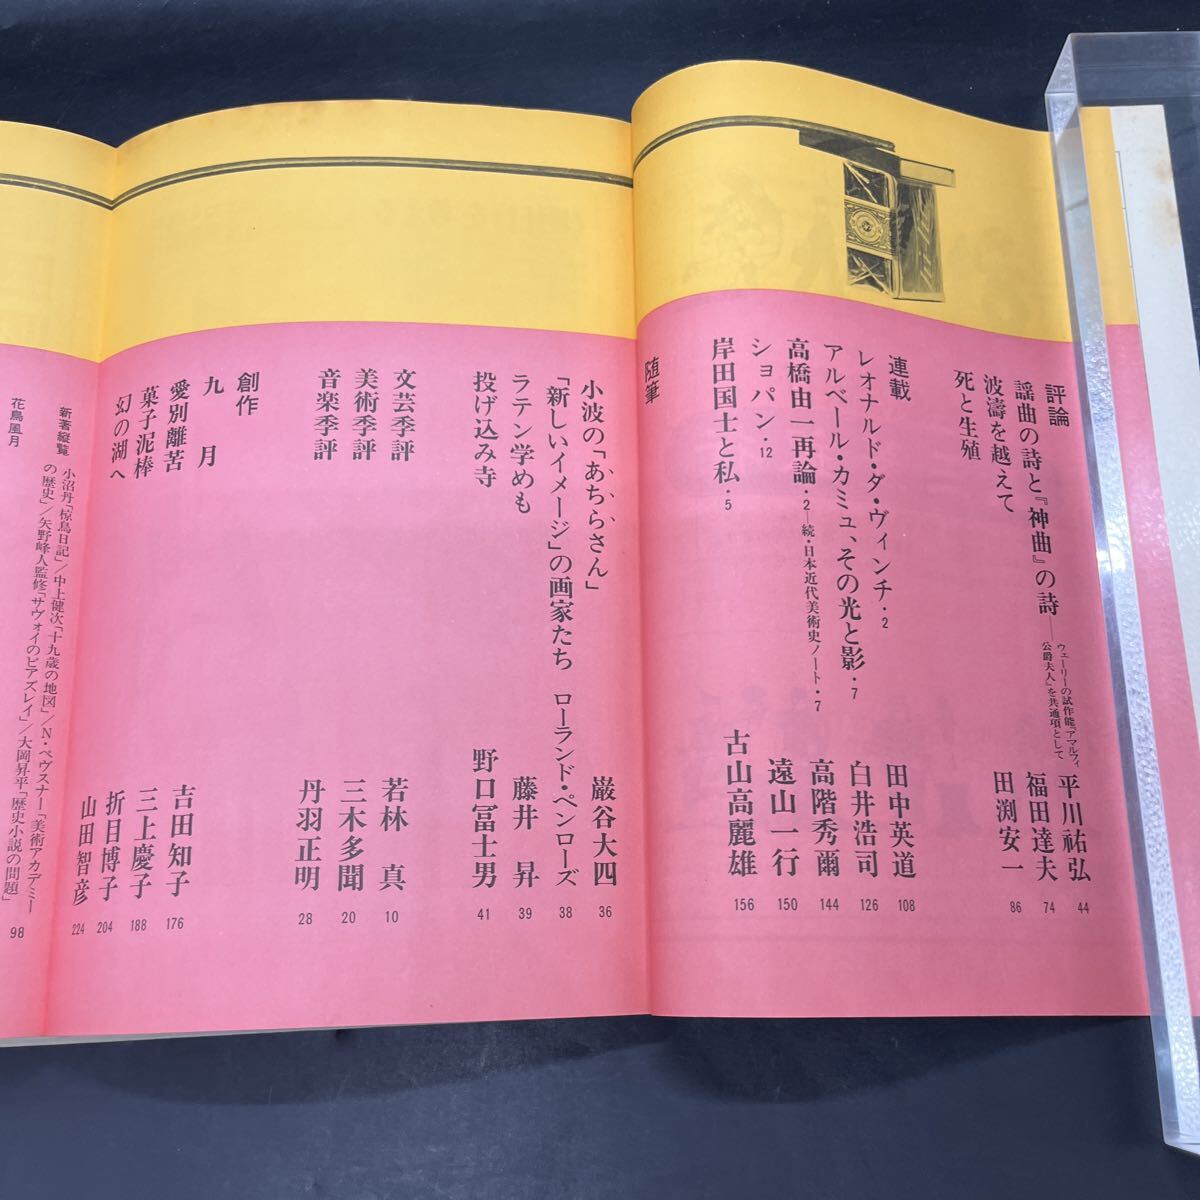 評論
謡曲の詩と『神曲』の詩――ウェーリーの試作能『アマルフィ
公爵夫人』を共通項として
平川祐弘 44
波濤を越えて 福田達夫 74
死と生殖 田渕安一 86
連載
レオナルド・ダ・ヴィンチ・2 田中英道 108
アルベール・カミュ、その光と影・7 白井浩司 126
高橋由一再論・2―続・日本近代美術史ノート・7 高階秀爾 144
ショパン・12 遠山一行 150
岸田国士と私・5 古山高麗雄 156
随筆
小波の「あちらさん」 巌谷大四 36
「新しいイメージ」の画家たち ローランド・ペンローズ 38
ラテン学めも 藤井昇 39
投げ込み寺 野口冨士男 41
文芸季評 若林真 10
美術季評 三木多聞 20
音楽季評 丹羽正明 28
創作
九月 吉田知子 176
愛別離苦 三上慶子 188
菓子泥棒 折目博子 204
幻の湖へ 山田智彦 224
新著縦覧 小沼丹「椋鳥日記」／中上健次「十九歳の地図」／N・ペヴスナー「美術アカデミー
の歴史」／矢野峰人監修「サヴォイのビアズレイ」／大岡昇平「歴史小説の問題」 98
花鳥風月